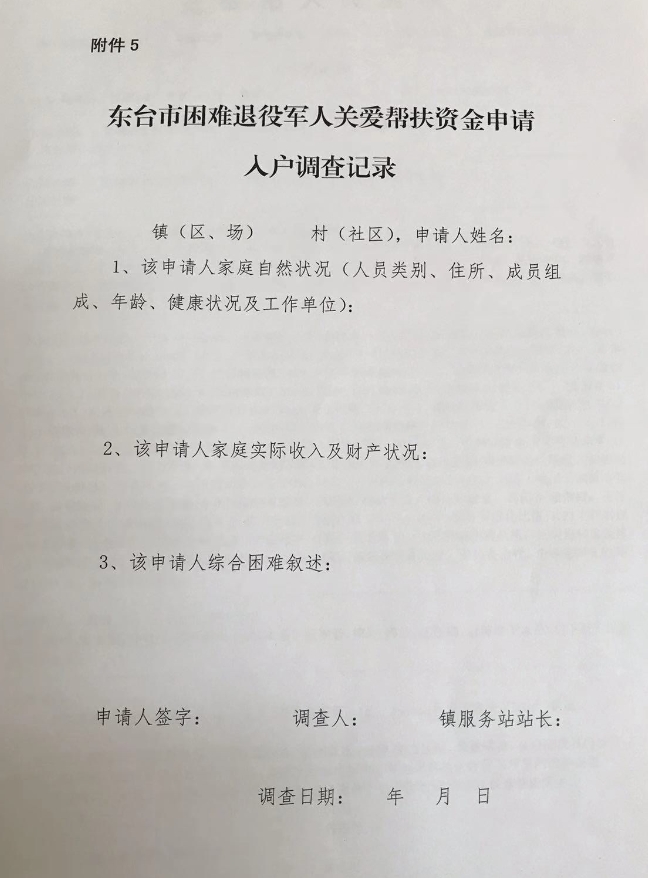 附件 5
东台市困难退役军人关爱帮扶资金申请
入户调查记录
镇（区、场） 村（社区），申请人姓名：
1、该申请人家庭自然状况（人员类别、住所、成员组
成、年龄、健康状况及工作单位）：
2、该申请人家庭实际收入及财产状况：
3、该申请人综合困难叙述：
申请人签字： 调查人： 镇服务站站长：
调查日期： 年 月 日